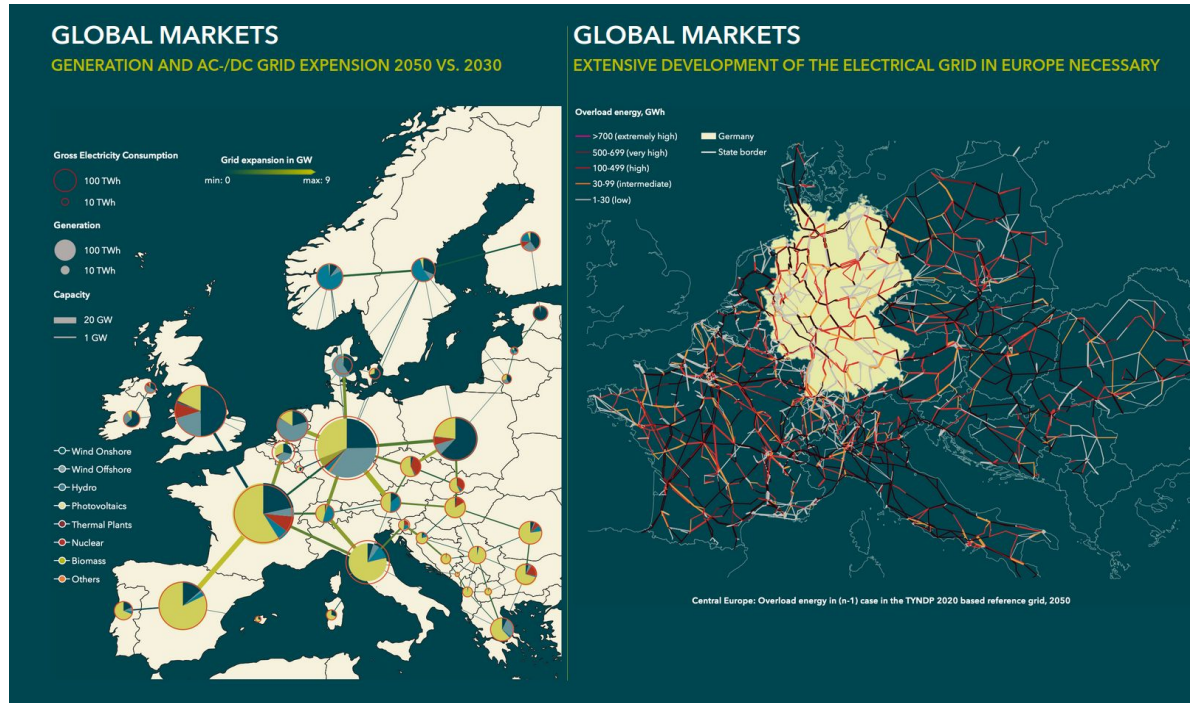 GLOBAL MARKETS
GENERATION AND AC-/DC GRID EXPENSION 2050 VS. 2030
Gross Electricity Consumption
100 TWh
10 TWh
Grid expansion in GW
min: 0 max: 9
Generation
100 TWh
10 TWh
Capacity
20 GW
1 GW
Wind Onshore
Wind Offshore
Hydro
Photovoltaics
Thermal Plants
Nuclear
Biomass
Others
GLOBAL MARKETS
EXTENSIVE DEVELOPMENT OF THE ELECTRICAL GRID IN EUROPE NECESSARY
Overload energy, GWh
>700 (extremely high)
500-699 (very high)
100-499 (high)
30-99 (intermediate)
1-30 (low)
Germany
State border
Central Europe: Overload energy in (n-1) case in the TYNDP 2020 based reference grid, 2050